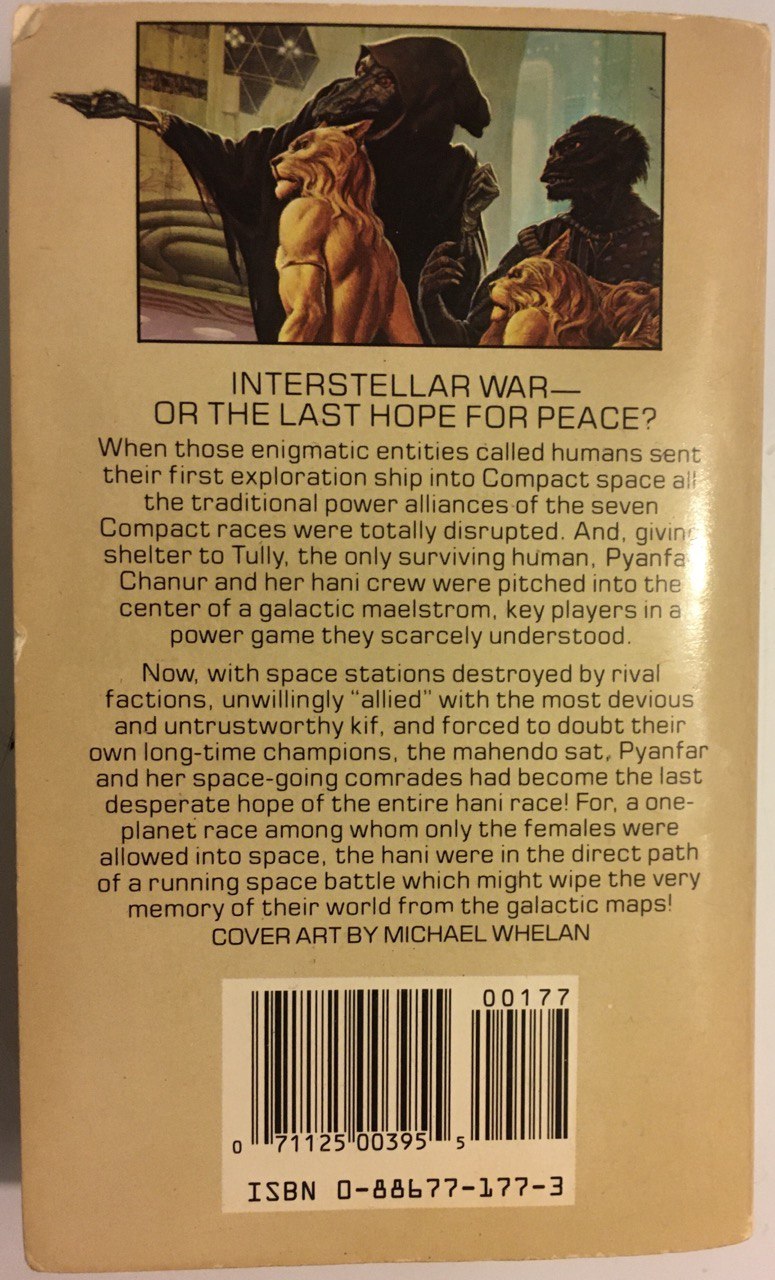 INTERSTELLAR WAR—
OR THE LAST HOPE FOR PEACE?
When those enigmatic entities called humans sent
their first exploration ship into Compact space all
the traditional power alliances of the seven
Compact races were totally disrupted. And, giving
shelter to Tully, the only surviving human, Pyanfar
Chanur and her hani crew were pitched into the
center of a galactic maelstrom, key players in a
power game they scarcely understood.
Now, with space stations destroyed by rival
factions, unwillingly "allied" with the most devious
and untrustworthy kif, and forced to doubt their
own long-time champions, the mahendo sat, Pyanfar
and her space-going comrades had become the last
desperate hope of the entire hani race! For, a one-
planet race among whom only the females were
allowed into space, the hani were in the direct path
of a running space battle which might wipe the very
memory of their world from the galactic maps!
COVER ART BY MICHAEL WHELAN
00177
0 71125 00395 5
ISBN 0-88677-177-3